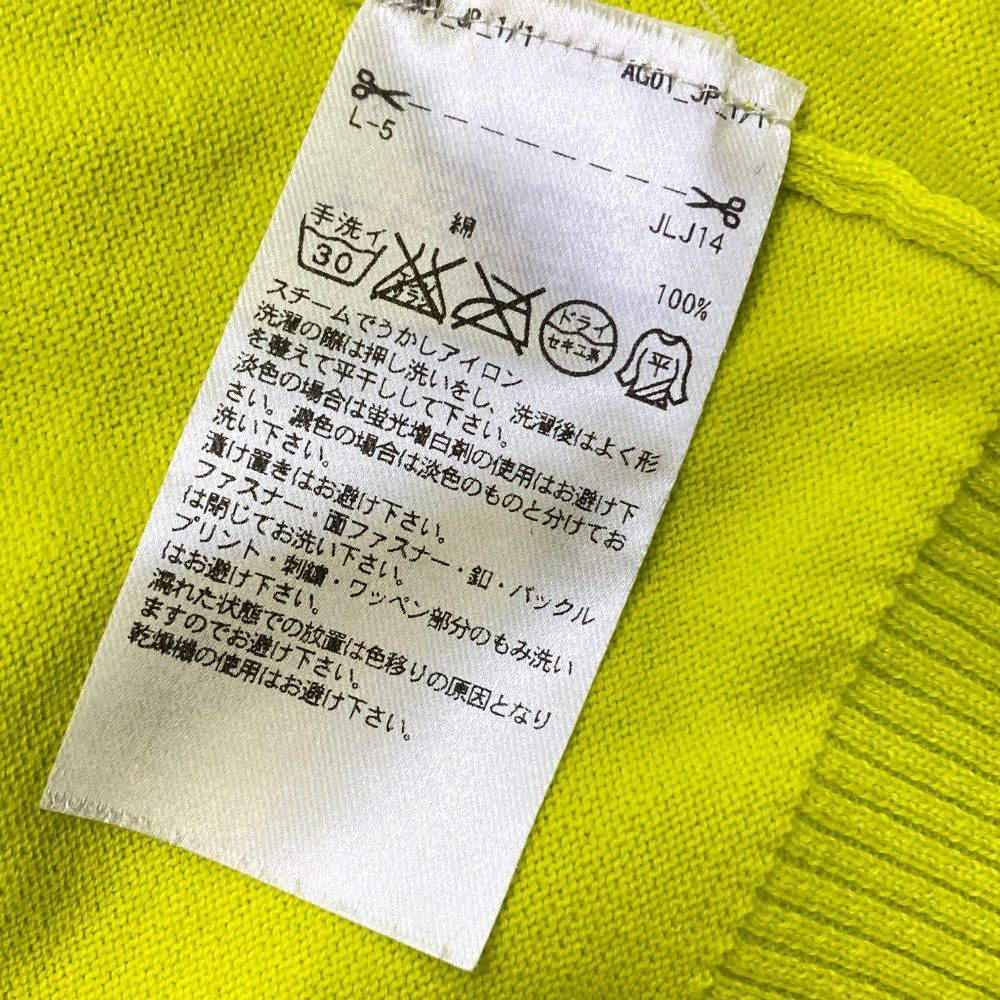 01_JP_1/1
AG01_JP_1/1
L-5
JLJ14
綿
100%
手洗イ
30
エンソ
サラシ
ドライ
セキユ系
平
スチームでうかしアイロン
洗濯の際は押し洗いをし、洗濯後はよく形
を整えて平干しして下さい。
淡色の場合は蛍光増白剤の使用はお避け下
さい。濃色の場合は淡色のものと分けてお
洗い下さい。
漬け置きはお避け下さい。
ファスナー・面ファスナー・釦・バックル
は閉じてお洗い下さい。
プリント・刺繍・ワッペン部分のもみ洗い
はお避け下さい。
濡れた状態での放置は色移りの原因となり
ますのでお避け下さい。
乾燥機の使用はお避け下さい。